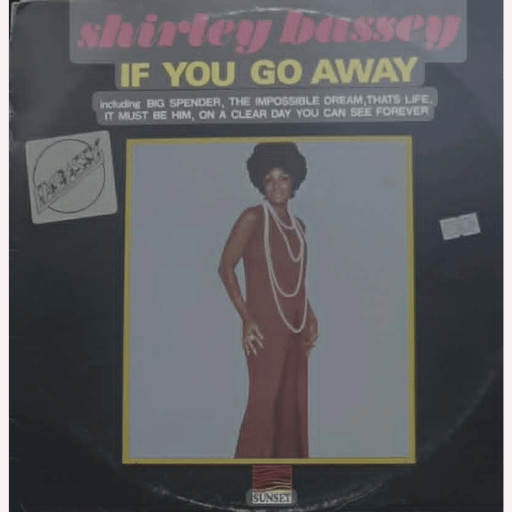 shirley bassey
IF YOU GO AWAY
including BIG SPENDER, THE IMPOSSIBLE DREAM,THATS LIFE,
IT MUST BE HIM, ON A CLEAR DAY YOU CAN SEE FOREVER
SUNSET